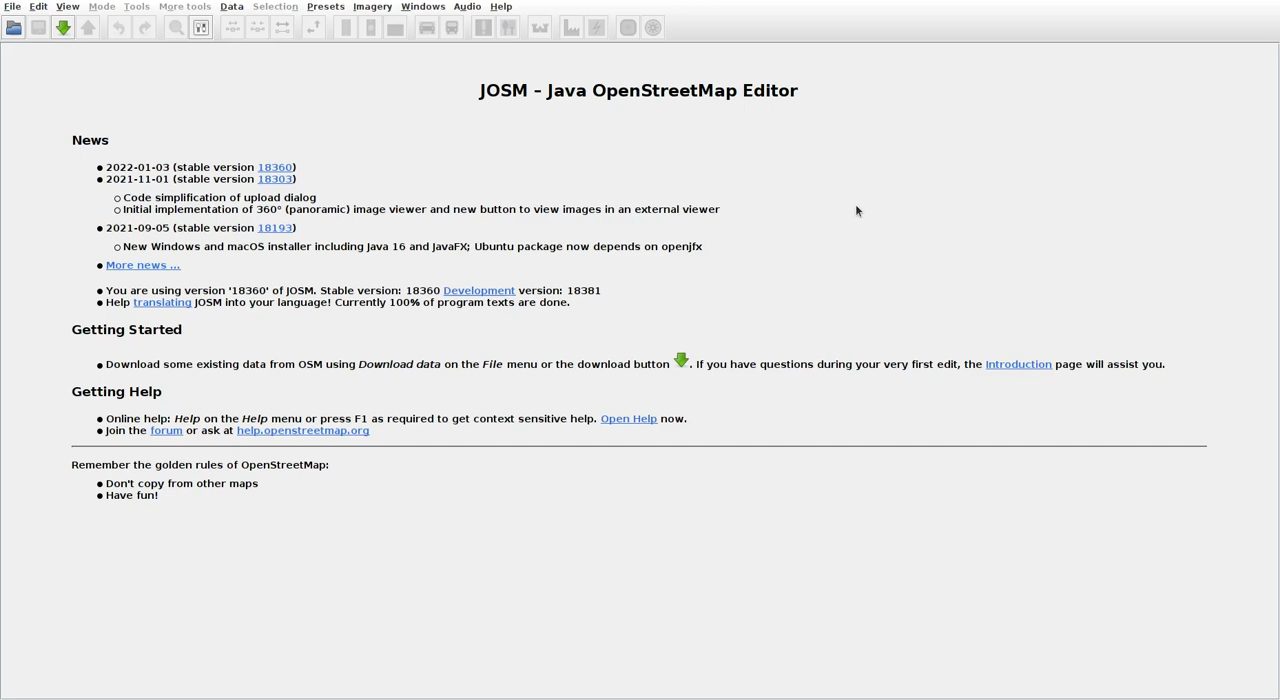 File Edit View Mode Tools More tools Data Selection Presets Imagery Windows Audio Help
JOSM – Java OpenStreetMap Editor
News
2022-01-03 (stable version 18360)
2021-11-01 (stable version 18303)
Code simplification of upload dialog
Initial implementation of 360° (panoramic) image viewer and new button to view images in an external viewer
2021-09-05 (stable version 18193)
New Windows and macOS installer including Java 16 and JavaFX; Ubuntu package now depends on openjfx
More news ...
You are using version '18360' of JOSM. Stable version: 18360 Development version: 18381
Help translating JOSM into your language! Currently 100% of program texts are done.
Getting Started
Download some existing data from OSM using Download data on the File menu or the download button . If you have questions during your very first edit, the Introduction page will assist you.
Getting Help
Online help: Help on the Help menu or press F1 as required to get context sensitive help. Open Help now.
Join the forum or ask at help.openstreetmap.org
Remember the golden rules of OpenStreetMap:
Don't copy from other maps
Have fun!